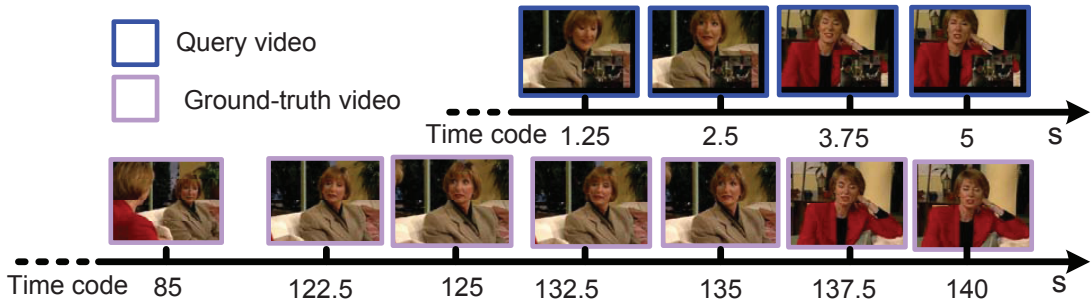 Query video
Ground-truth video
Time code 1.25 2.5 3.75 5 s
Time code 85 122.5 125 132.5 135 137.5 140 s